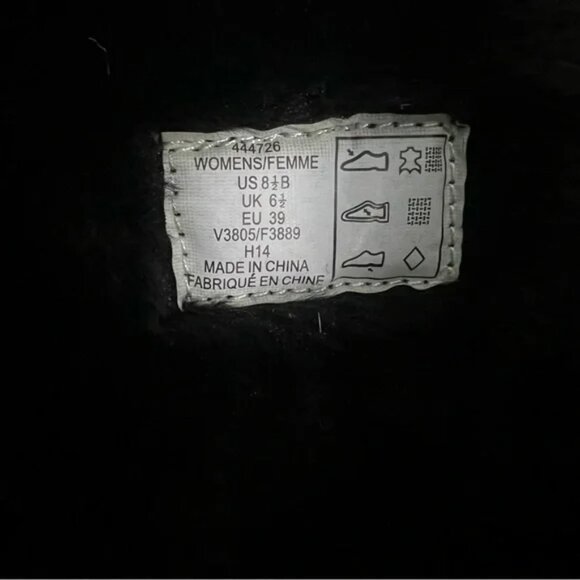 444726
WOMENS/FEMME
US 8½B
UK 6½
EU 39
V3805/F3889
H14
MADE IN CHINA
FABRIQUÉ EN CHINE